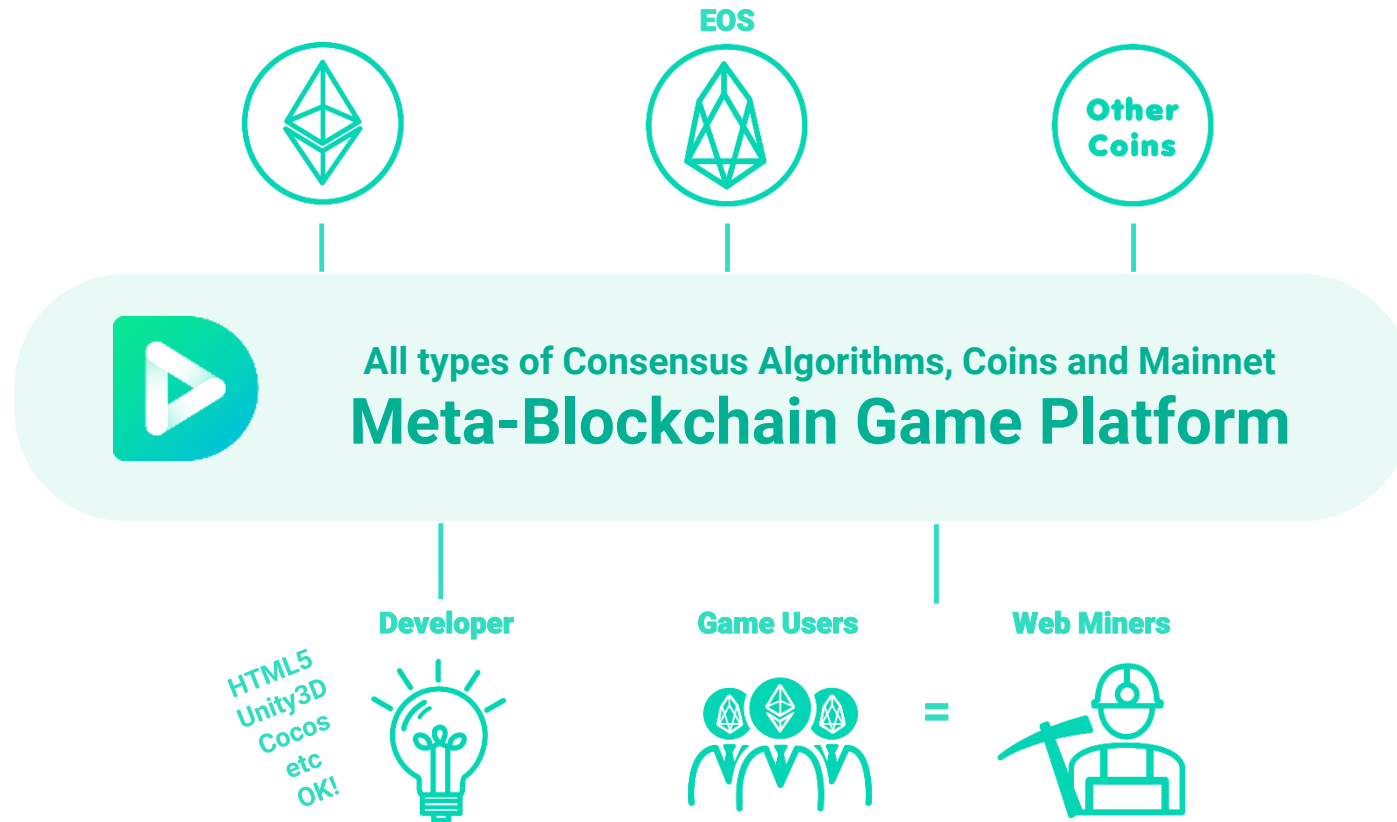 EOS
Other
Coins
All types of Consensus Algorithms, Coins and Mainnet
Meta-Blockchain Game Platform
Developer
Game Users
Web Miners
HTML5
Unity3D
Cocos
etc
OK!
=